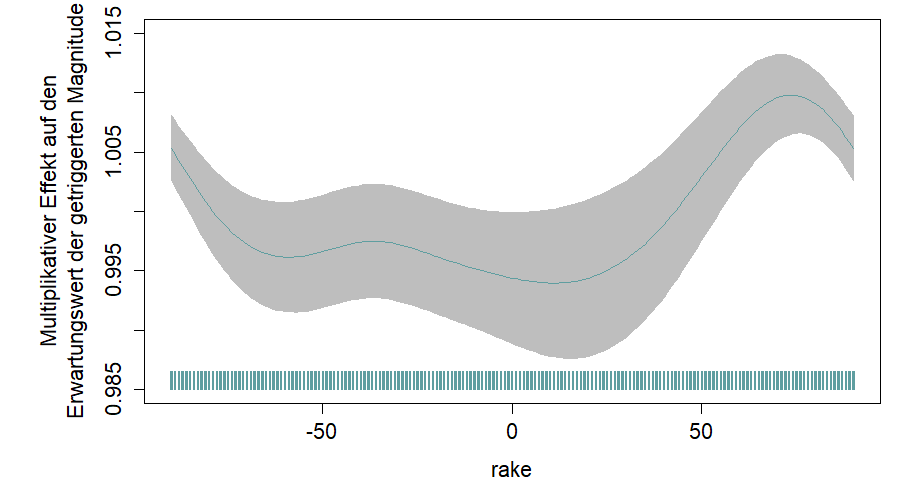 Multiplikativer Effekt auf den
Erwartungswert der getriggerten Magnitude
1.015
1.005
0.995
0.985
-50
0
50
rake